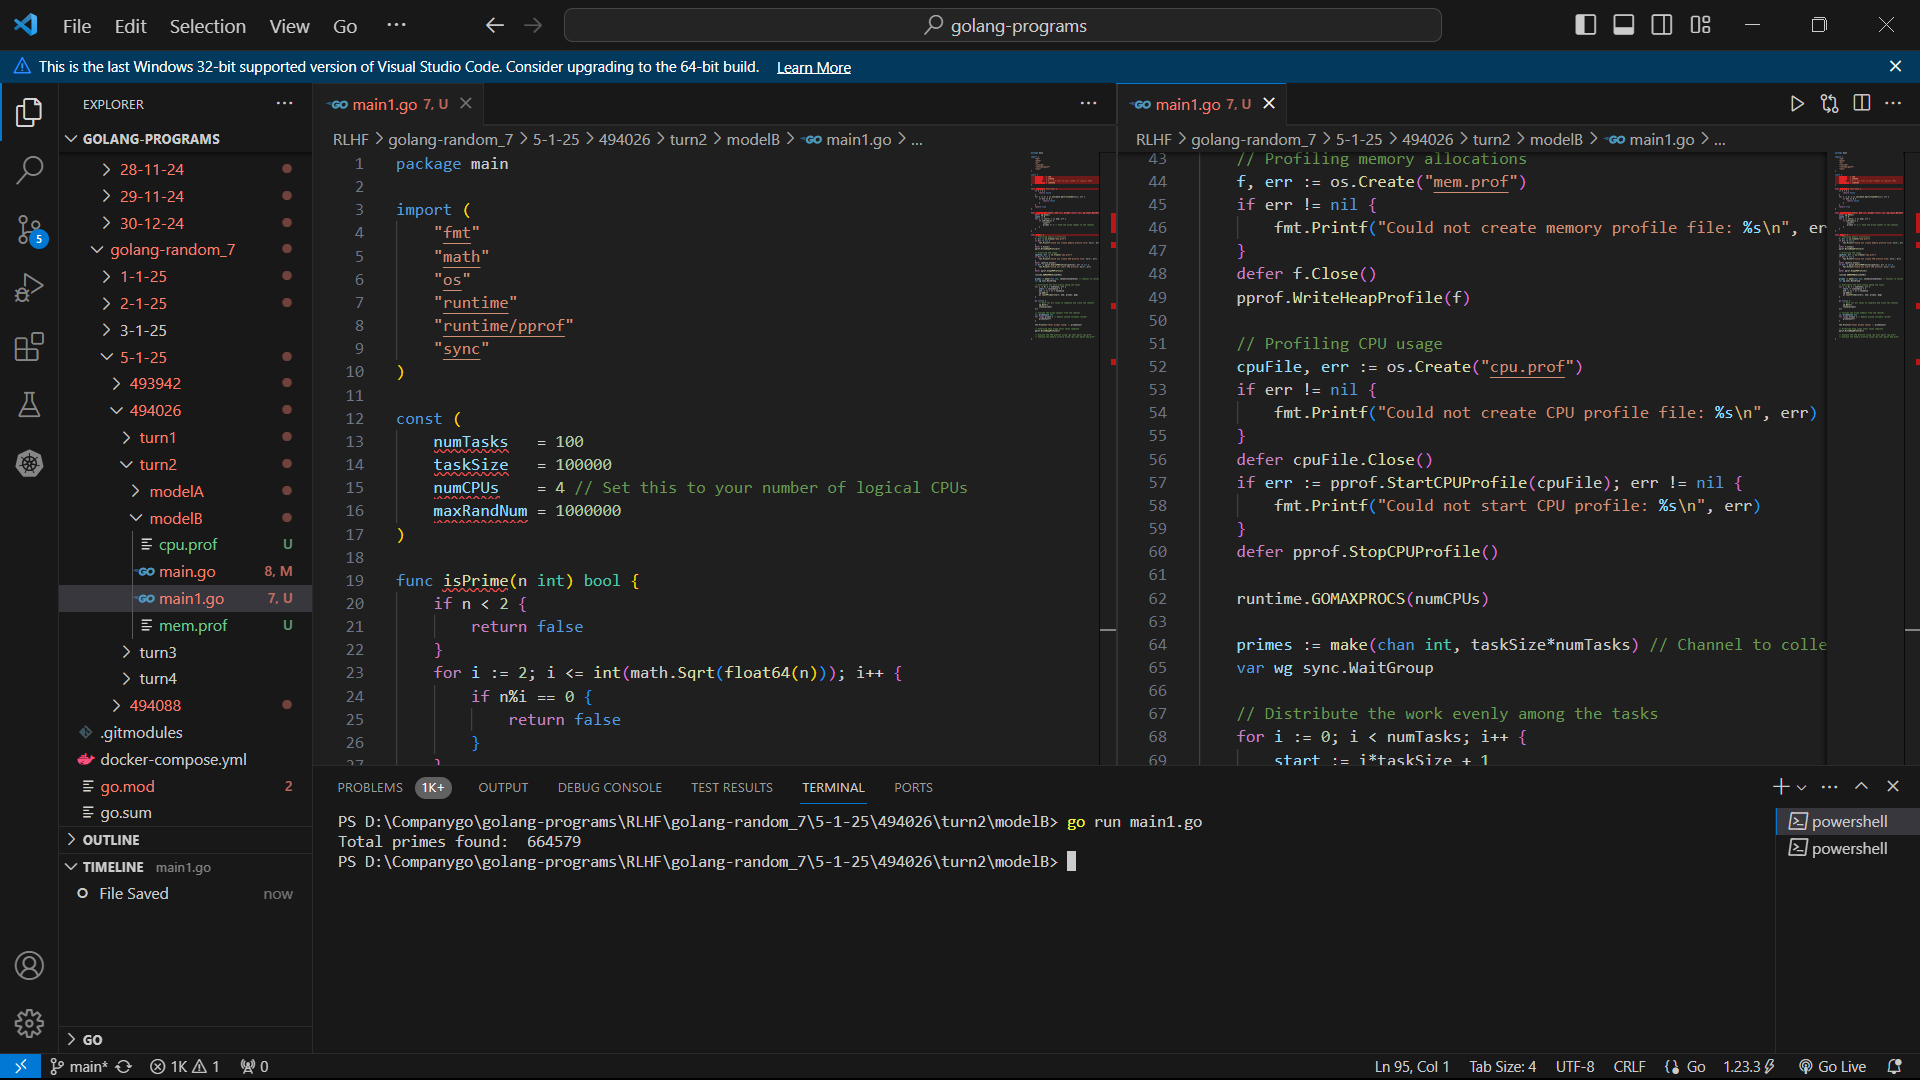 File Edit Selection View Go ...
golang-programs
This is the last Windows 32-bit supported version of Visual Studio Code. Consider upgrading to the 64-bit build. Learn More
EXPLORER
GOLANG-PROGRAMS
28-11-24
29-11-24
30-12-24
golang-random_7
1-1-25
2-1-25
3-1-25
5-1-25
493942
494026
turn1
turn2
modelA
modelB
cpu.prof U
main.go 8, M
main1.go 7, U
mem.prof U
turn3
turn4
494088
.gitmodules
docker-compose.yml
go.mod 2
go.sum
OUTLINE
TIMELINE main1.go
File Saved now
GO
5
main1.go 7, U
RLHF > golang-random_7 > 5-1-25 > 494026 > turn2 > modelB > main1.go > ...
1 package main
2
3 import (
4 "fmt"
5 "math"
6 "os"
7 "runtime"
8 "runtime/pprof"
9 "sync"
10 )
11
12 const (
13 numTasks = 100
14 taskSize = 100000
15 numCPUs = 4 // Set this to your number of logical CPUs
16 maxRandNum = 1000000
17 )
18
19 func isPrime(n int) bool {
20 if n < 2 {
21 return false
22 }
23 for i := 2; i <= int(math.Sqrt(float64(n))); i++ {
24 if n%i == 0 {
25 return false
26 }
27 }
main1.go 7, U
RLHF > golang-random_7 > 5-1-25 > 494026 > turn2 > modelB > main1.go > ...
43 // Profiling memory allocations
44 f, err := os.Create("mem.prof")
45 if err != nil {
46 fmt.Printf("Could not create memory profile file: %s\n", er
47 }
48 defer f.Close()
49 pprof.WriteHeapProfile(f)
50
51 // Profiling CPU usage
52 cpuFile, err := os.Create("cpu.prof")
53 if err != nil {
54 fmt.Printf("Could not create CPU profile file: %s\n", err)
55 }
56 defer cpuFile.Close()
57 if err := pprof.StartCPUProfile(cpuFile); err != nil {
58 fmt.Printf("Could not start CPU profile: %s\n", err)
59 }
60 defer pprof.StopCPUProfile()
61
62 runtime.GOMAXPROCS(numCPUs)
63
64 primes := make(chan int, taskSize*numTasks) // Channel to colle
65 var wg sync.WaitGroup
66
67 // Distribute the work evenly among the tasks
68 for i := 0; i < numTasks; i++ {
69 start := i*taskSize + 1
PROBLEMS 1K+ OUTPUT DEBUG CONSOLE TEST RESULTS TERMINAL PORTS
PS D:\Companygo\golang-programs\RLHF\golang-random_7\5-1-25\494026\turn2\modelB> go run main1.go
Total primes found: 664579
PS D:\Companygo\golang-programs\RLHF\golang-random_7\5-1-25\494026\turn2\modelB>
powershell
powershell
main* 1K 1 0 Ln 95, Col 1 Tab Size: 4 UTF-8 CRLF Go 1.23.3 Go Live